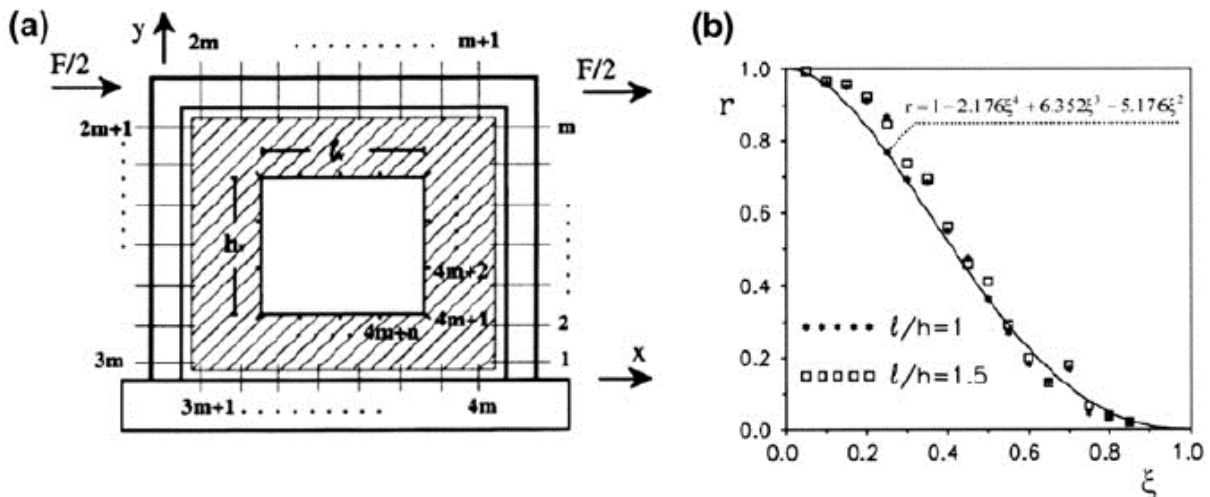 (a)
y
2m
. . . . . . . .
m+1
F/2
F/2
2m+1
m
4m+2
4m+1
4m+n
2
3m
1
x
3m+1
. . . . . . . . .
4m
(b)
r
1.0
0.8
0.6
0.4
0.2
0.0
r=1−2.176ξ⁴+6.352ξ³−5.176ξ²
ℓ/h=1
ℓ/h=1.5
0.0 0.2 0.4 0.6 0.8 1.0
ξ